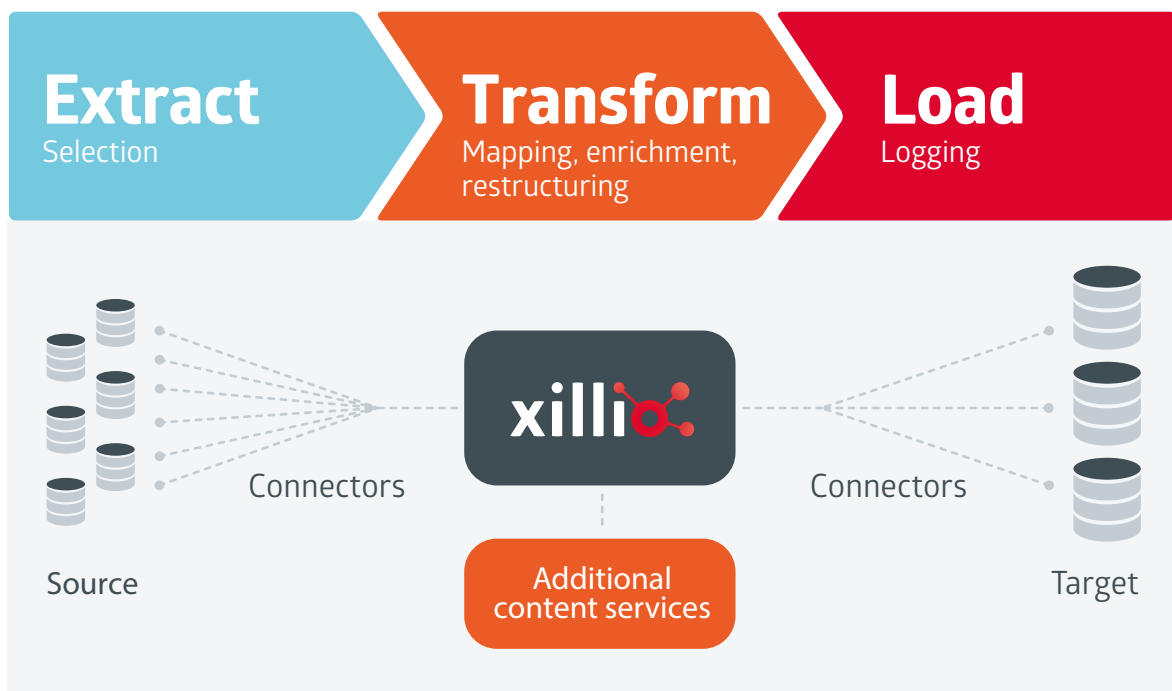 Extract
Selection
Transform
Mapping, enrichment,
restructuring
Load
Logging
xillio
Connectors
Connectors
Source
Additional
content services
Target